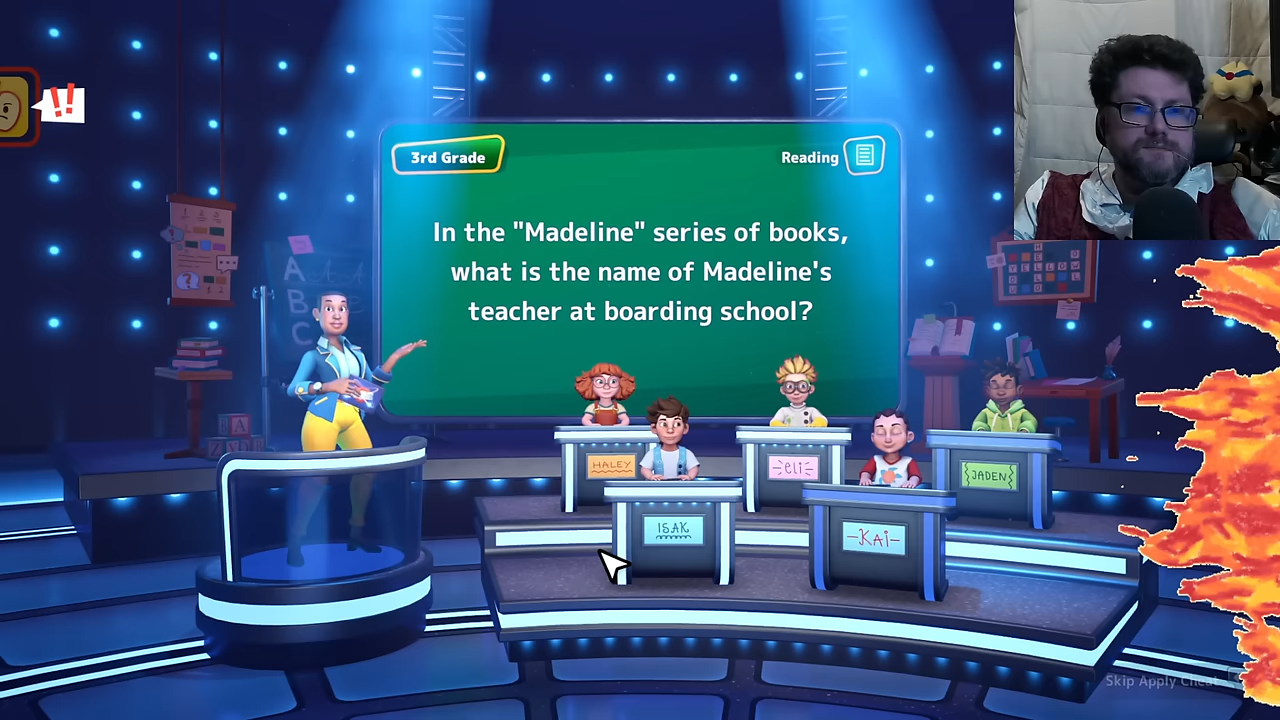 !!
3rd Grade
Reading
In the "Madeline" series of books,
what is the name of Madeline's
teacher at boarding school?
A
B
C
HALEY
eli
JADEN
ISAK
-KAi-
Skip Apply Cheat